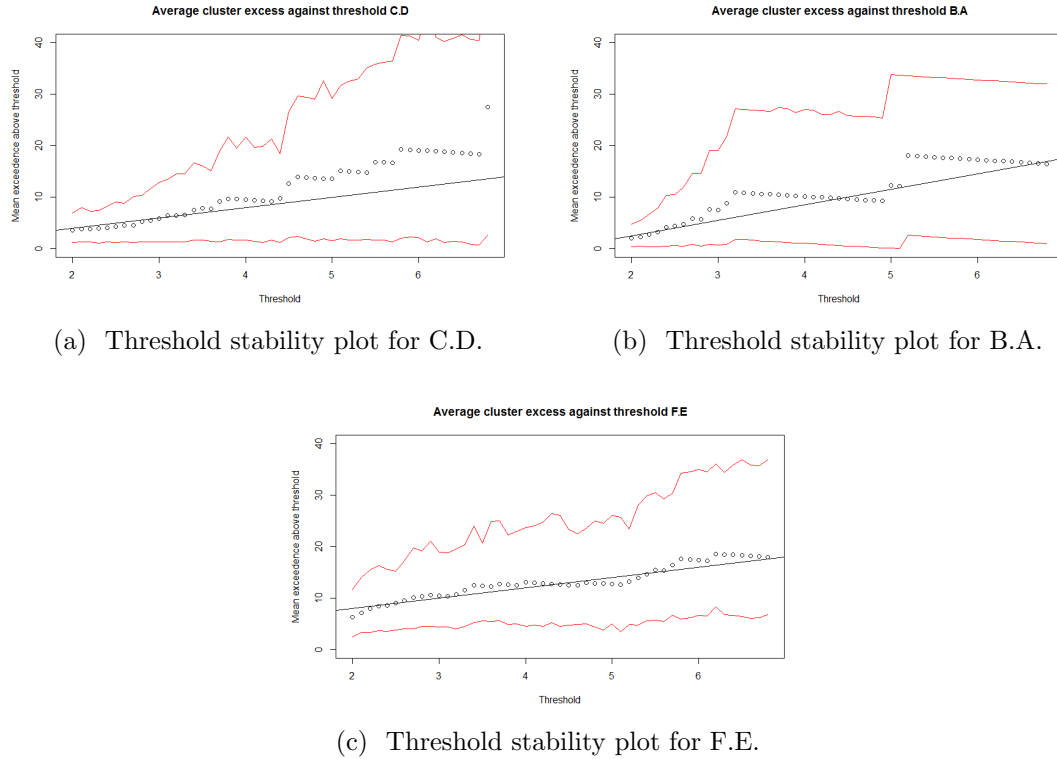 Average cluster excess against threshold C.D
Mean exceedence above threshold
40
30
20
10
0
2
3
4
5
6
Threshold
(a) Threshold stability plot for C.D.
Average cluster excess against threshold B.A
Mean exceedence above threshold
40
30
20
10
0
2
3
4
5
6
Threshold
(b) Threshold stability plot for B.A.
Average cluster excess against threshold F.E
Mean exceedence above threshold
40
30
20
10
0
2
3
4
5
6
Threshold
(c) Threshold stability plot for F.E.